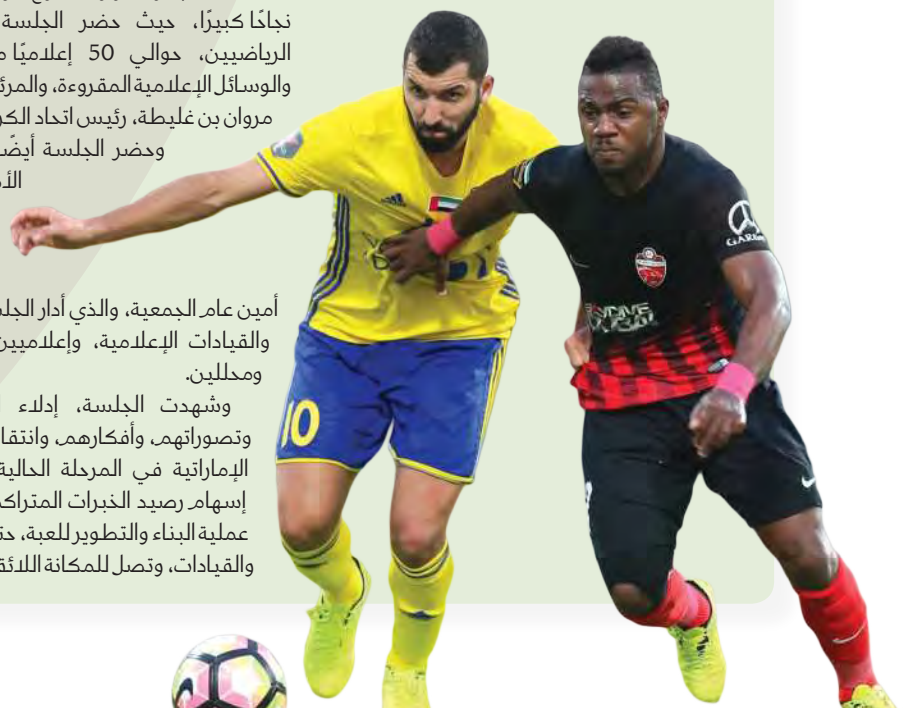 نجاحًا كبيرًا، حيث حضر الجلسة
الرياضيين، حوالي 50 إعلاميًا
والوسائل الإعلامية المقروءة، والمرئ
مروان بن غليطة، رئيس اتحاد الكر
وحضر الجلسة أيضً
أمين عام الجمعية، والذي أدار الجل
والقيادات الإعلامية، وإعلاميين
ومحللين.
وشهدت الجلسة، إدلاء
وتصوراتهم، وأفكارهم، وانتقا
الإماراتية في المرحلة الحالية
إسهام رصيد الخبرات المتراك
عملية البناء والتطوير للعبة، حت
والقيادات، وتصل للمكانة اللائق
10